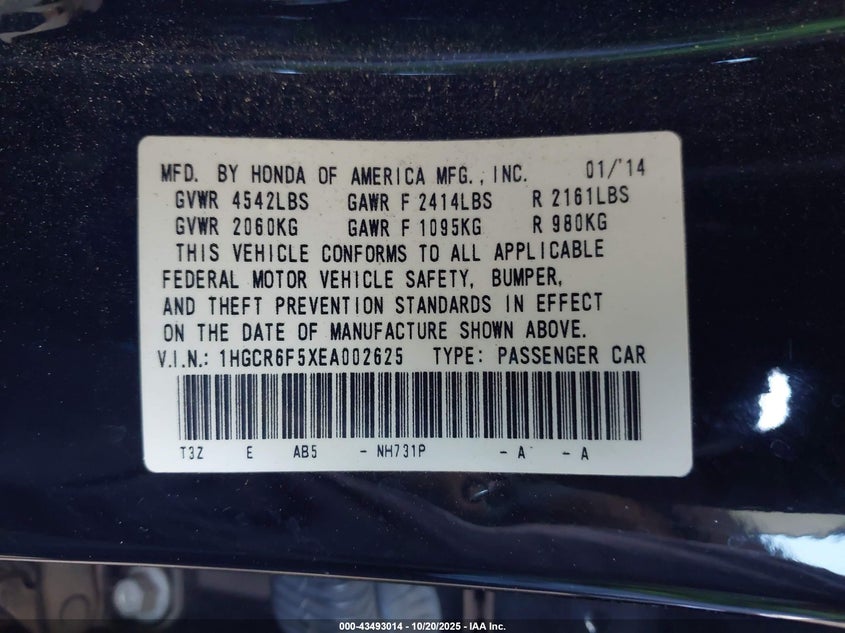 MFD. BY HONDA OF AMERICA MFG., INC. 01/'14
GVWR 4542LBS GAWR F 2414LBS R 2161LBS
GVWR 2060KG GAWR F 1095KG R 980KG
THIS VEHICLE CONFORMS TO ALL APPLICABLE
FEDERAL MOTOR VEHICLE SAFETY, BUMPER,
AND THEFT PREVENTION STANDARDS IN EFFECT
ON THE DATE OF MANUFACTURE SHOWN ABOVE.
V.I.N.: 1HGCR6F5XEA002625 TYPE: PASSENGER CAR
T3Z E AB5 - NH731P - A - A
000-43493014 - 10/20/2025 - IAA Inc.